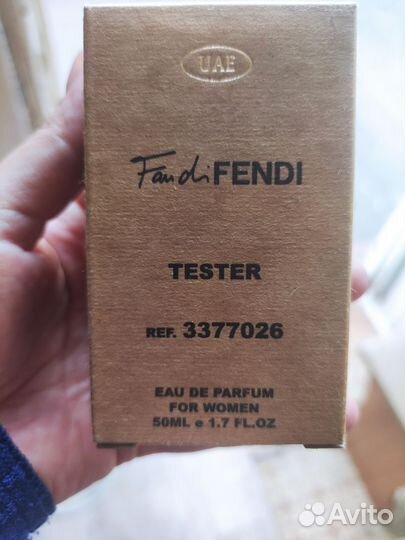 UAE
Fan di FENDI
TESTER
REF. 3377026
EAU DE PARFUM
FOR WOMEN
50ML e 1.7 FL.OZ
Avito